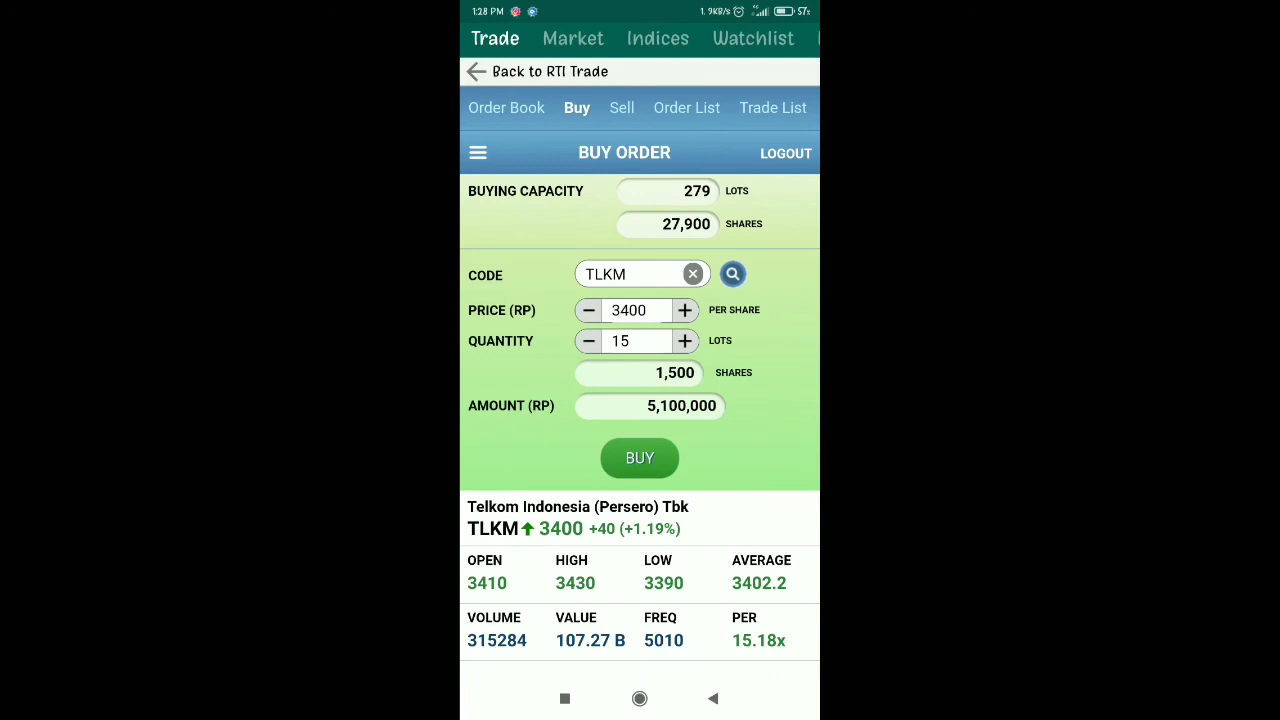 1:28 PM 1.9KB/s 57%
Trade Market Indices Watchlist
Back to RTI Trade
Order Book Buy Sell Order List Trade List
BUY ORDER LOGOUT
BUYING CAPACITY 279 LOTS
27,900 SHARES
CODE TLKM
PRICE (RP) − 3400 + PER SHARE
QUANTITY − 15 + LOTS
1,500 SHARES
AMOUNT (RP) 5,100,000
BUY
Telkom Indonesia (Persero) Tbk
TLKM 3400 +40 (+1.19%)
OPEN HIGH LOW AVERAGE
3410 3430 3390 3402.2
VOLUME VALUE FREQ PER
315284 107.27 B 5010 15.18x